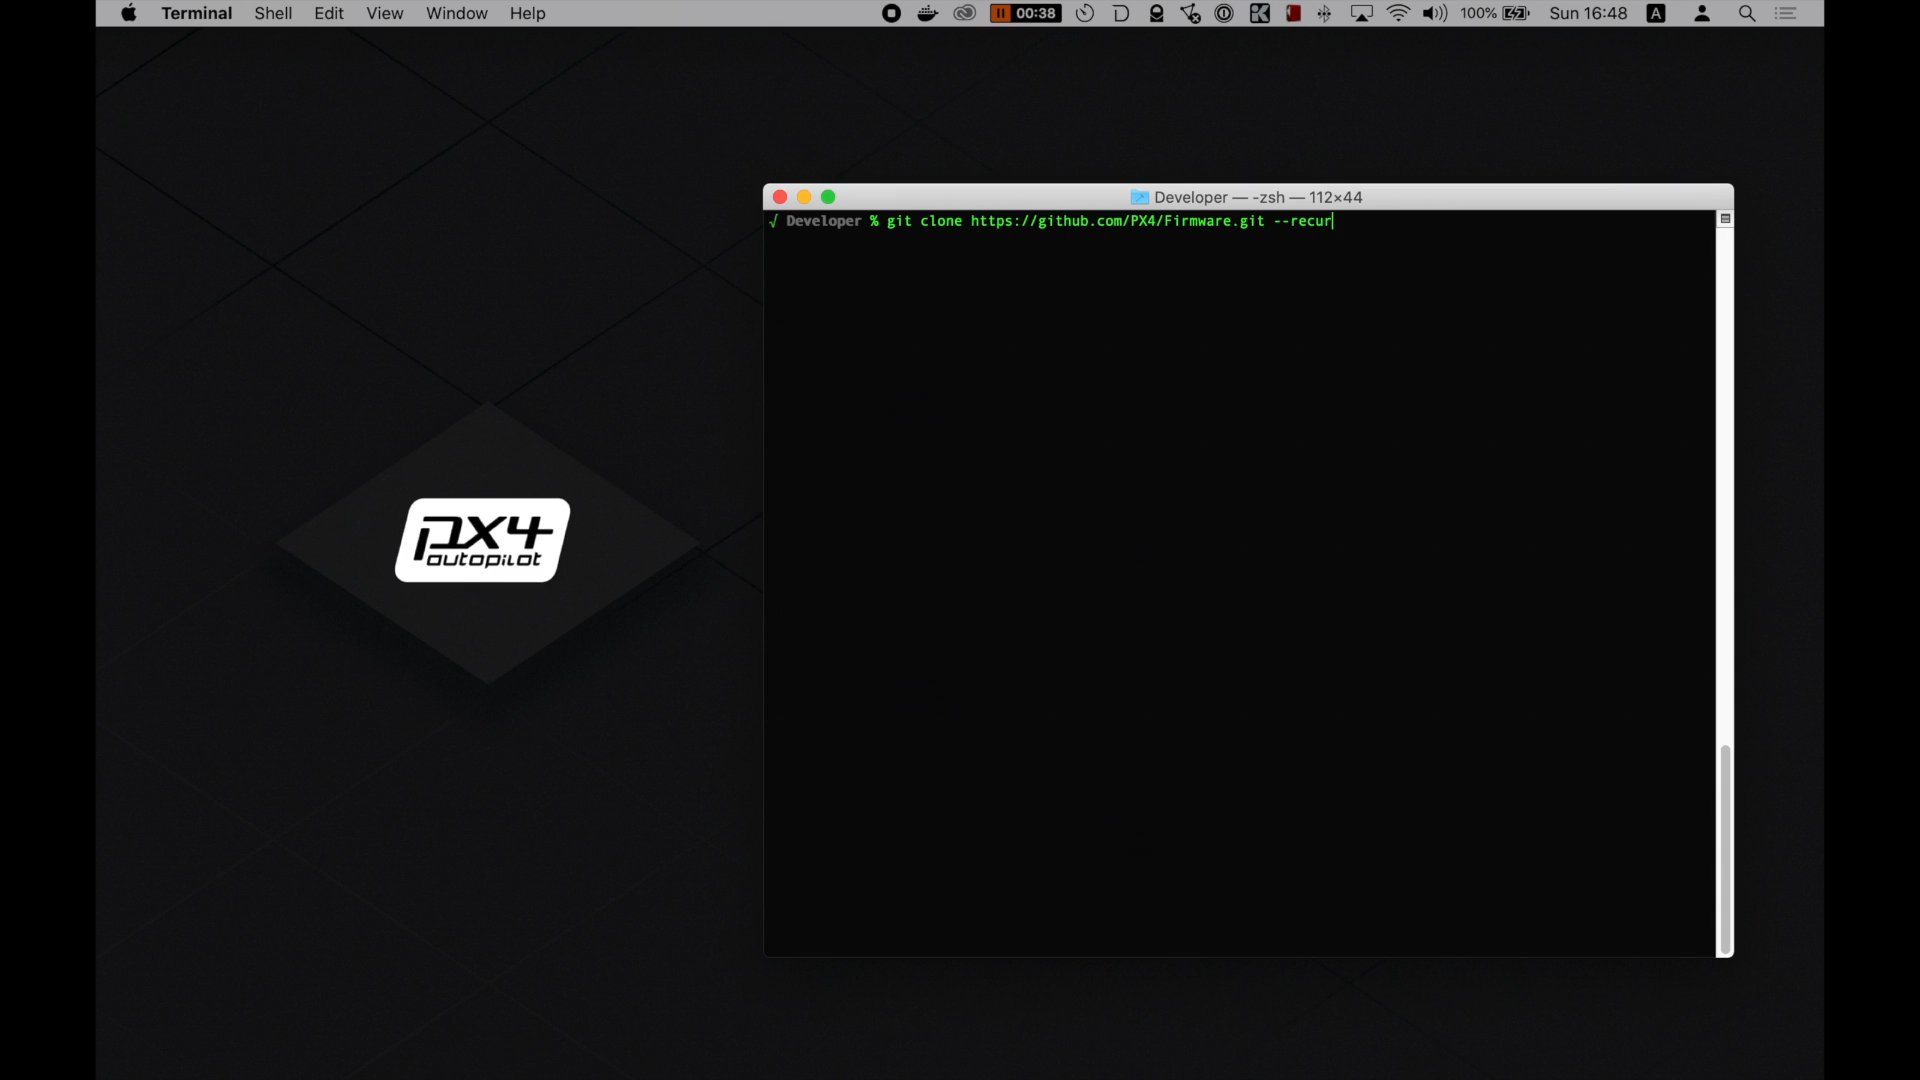 Terminal Shell Edit View Window Help 00:38 100% Sun 16:48 A
Developer — -zsh — 112×44
√ Developer % git clone https://github.com/PX4/Firmware.git --recur
px4
autopilot